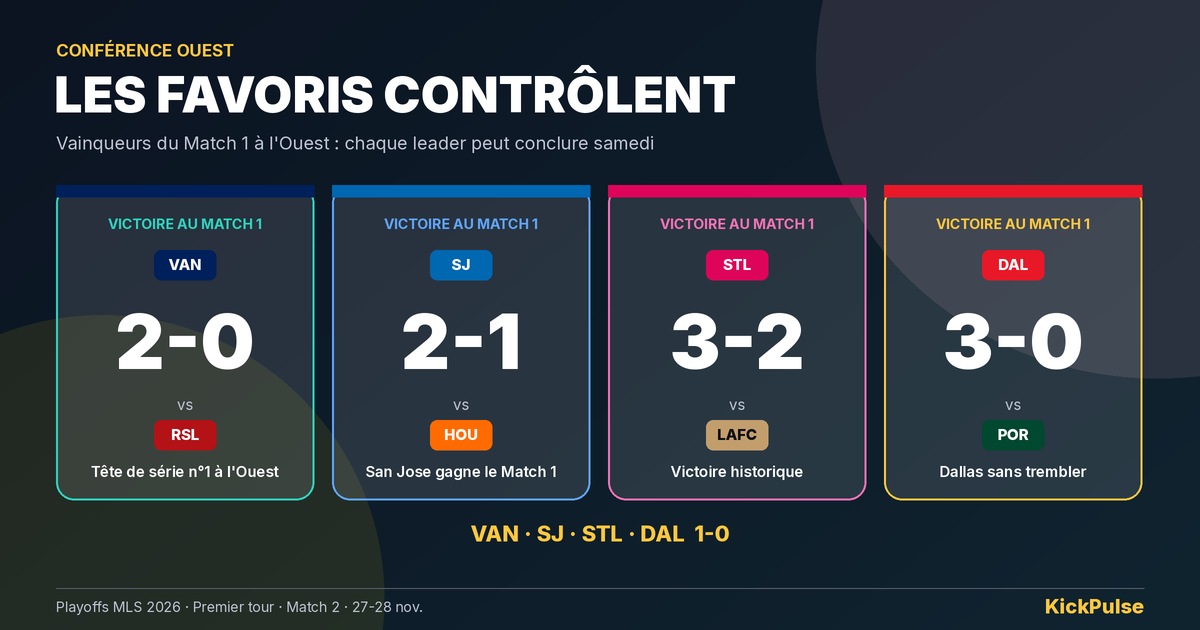 CONFÉRENCE OUEST
LES FAVORIS CONTRÔLENT
Vainqueurs du Match 1 à l'Ouest : chaque leader peut conclure samedi
VICTOIRE AU MATCH 1
VAN
2-0
vs
RSL
Tête de série n°1 à l'Ouest
VICTOIRE AU MATCH 1
SJ
2-1
vs
HOU
San Jose gagne le Match 1
VICTOIRE AU MATCH 1
STL
3-2
vs
LAFC
Victoire historique
VICTOIRE AU MATCH 1
DAL
3-0
vs
POR
Dallas sans trembler
VAN · SJ · STL · DAL 1-0
Playoffs MLS 2026 · Premier tour · Match 2 · 27-28 nov.
KickPulse